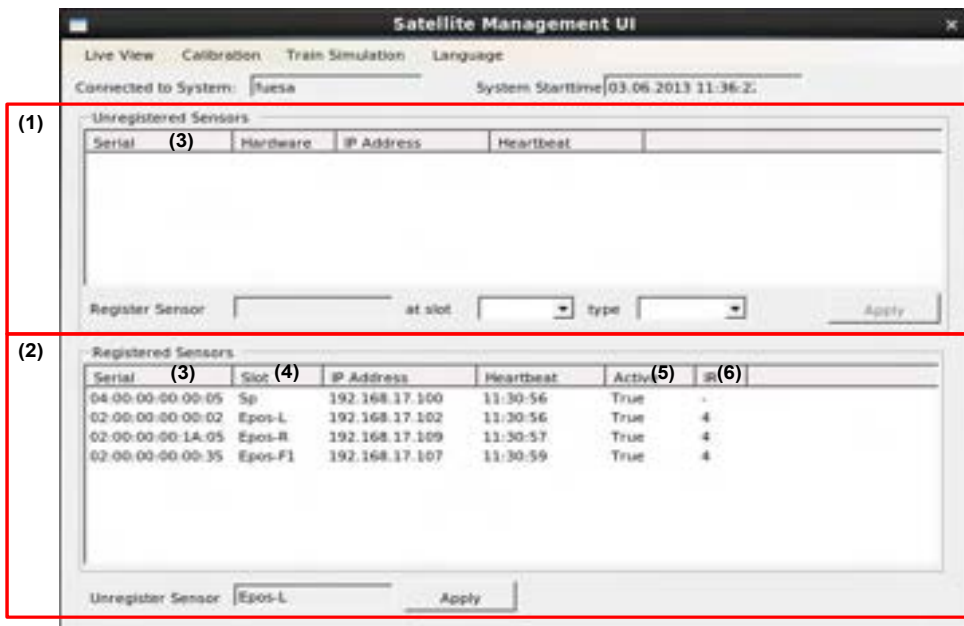 Satellite Management UI
Live View Calibration Train Simulation Language
Connected to System: fuesa System Starttime 03.06.2013 11:36:2
(1)
Unregistered Sensors
Serial (3) Hardware IP Address Heartbeat
Register Sensor at slot type Apply
(2)
Registered Sensors
Serial (3) Slot (4) IP Address Heartbeat Activ (5) IR (6)
04:00:00:00:00:05 Sp 192.168.17.100 11:30:56 True -
02:00:00:00:00:02 Epos-L 192.168.17.102 11:30:56 True 4
02:00:00:00:1A:05 Epos-R 192.168.17.109 11:30:57 True 4
02:00:00:00:00:35 Epos-F1 192.168.17.107 11:30:59 True 4
Unregister Sensor Epos-L Apply